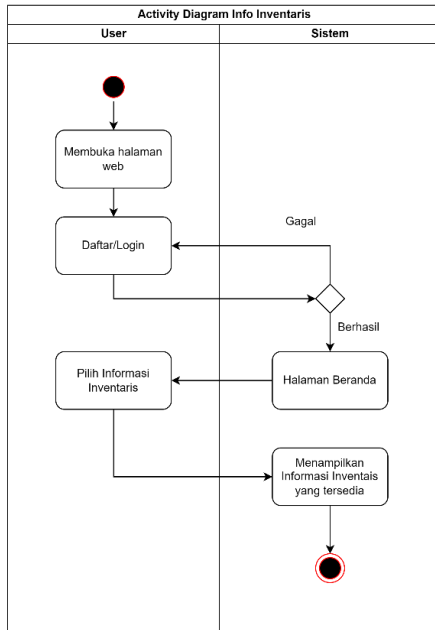 Activity Diagram Info Inventaris
User
Sistem
Membuka halaman
web
Daftar/Login
Gagal
Berhasil
Pilih Informasi
Inventaris
Halaman Beranda
Menampilkan
Informasi Inventais
yang tersedia